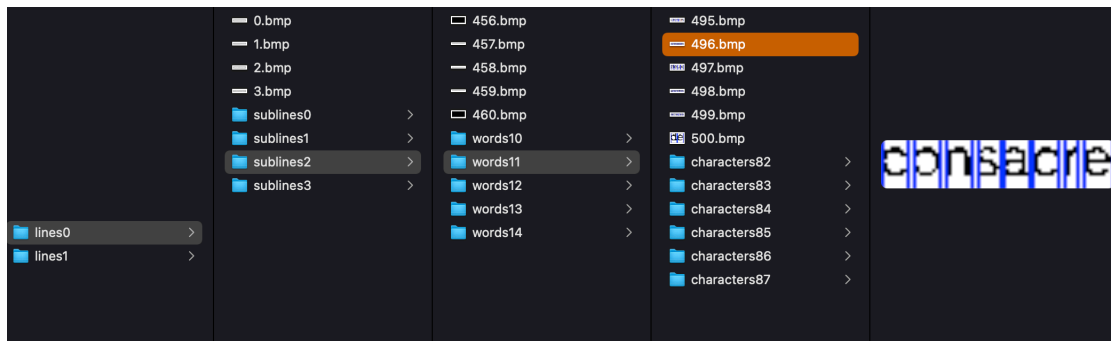 lines0
lines1
0.bmp
1.bmp
2.bmp
3.bmp
sublines0
sublines1
sublines2
sublines3
456.bmp
457.bmp
458.bmp
459.bmp
460.bmp
words10
words11
words12
words13
words14
495.bmp
496.bmp
497.bmp
498.bmp
499.bmp
500.bmp
characters82
characters83
characters84
characters85
characters86
characters87
consacre